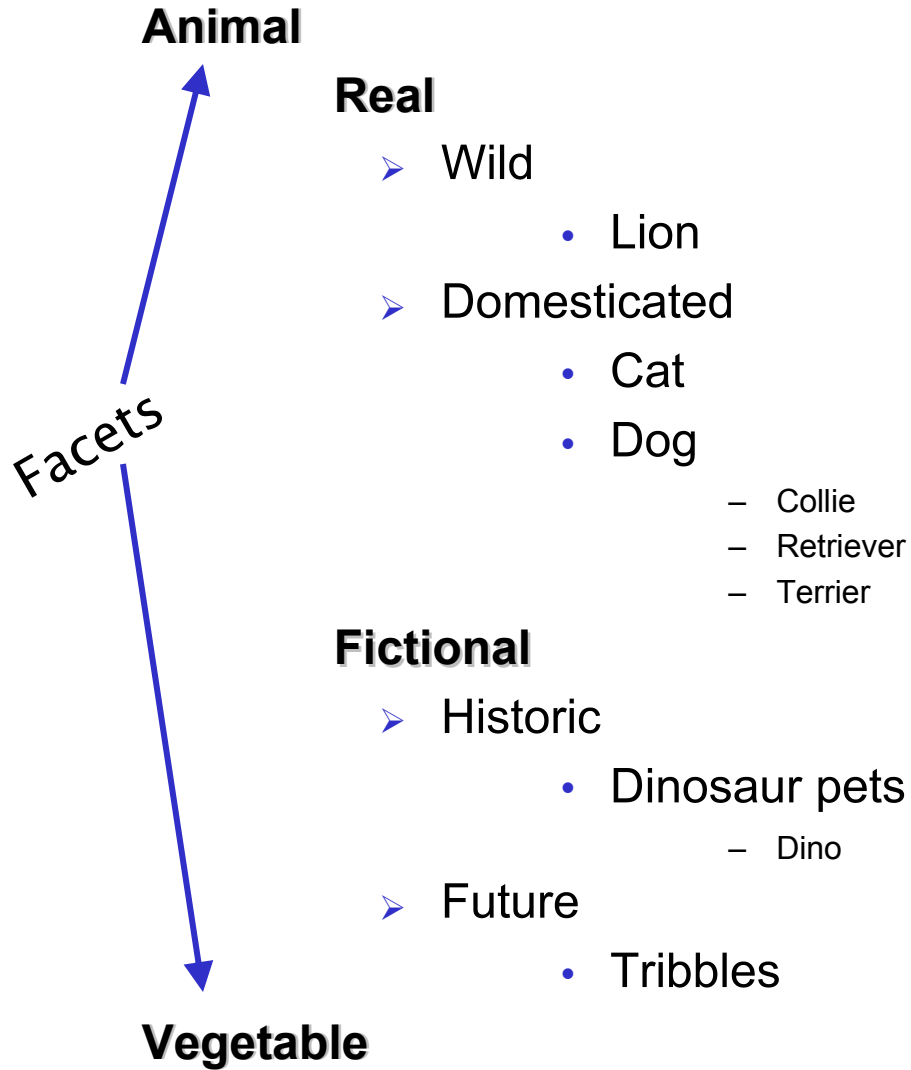 Animal
Real
➢ Wild
• Lion
➢ Domesticated
• Cat
• Dog
– Collie
– Retriever
– Terrier
Facets
Fictional
➢ Historic
• Dinosaur pets
– Dino
➢ Future
• Tribbles
Vegetable